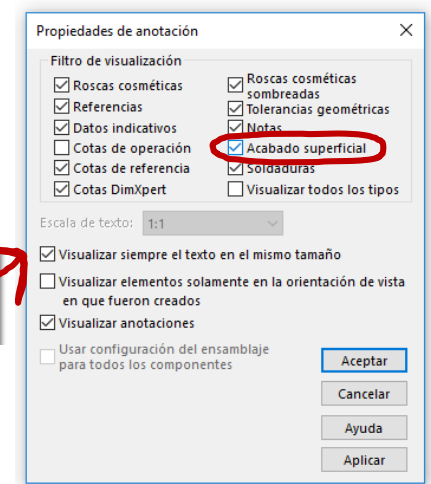 Propiedades de anotación
Filtro de visualización
Roscas cosméticas
Referencias
Datos indicativos
Cotas de operación
Cotas de referencia
Cotas DimXpert
Roscas cosméticas
sombreadas
Tolerancias geométricas
Notas
Acabado superficial
Soldaduras
Visualizar todos los tipos
Escala de texto: 1:1
Visualizar siempre el texto en el mismo tamaño
Visualizar elementos solamente en la orientación de vista
en que fueron creados
Visualizar anotaciones
Usar configuración del ensamblaje
para todos los componentes
Aceptar
Cancelar
Ayuda
Aplicar